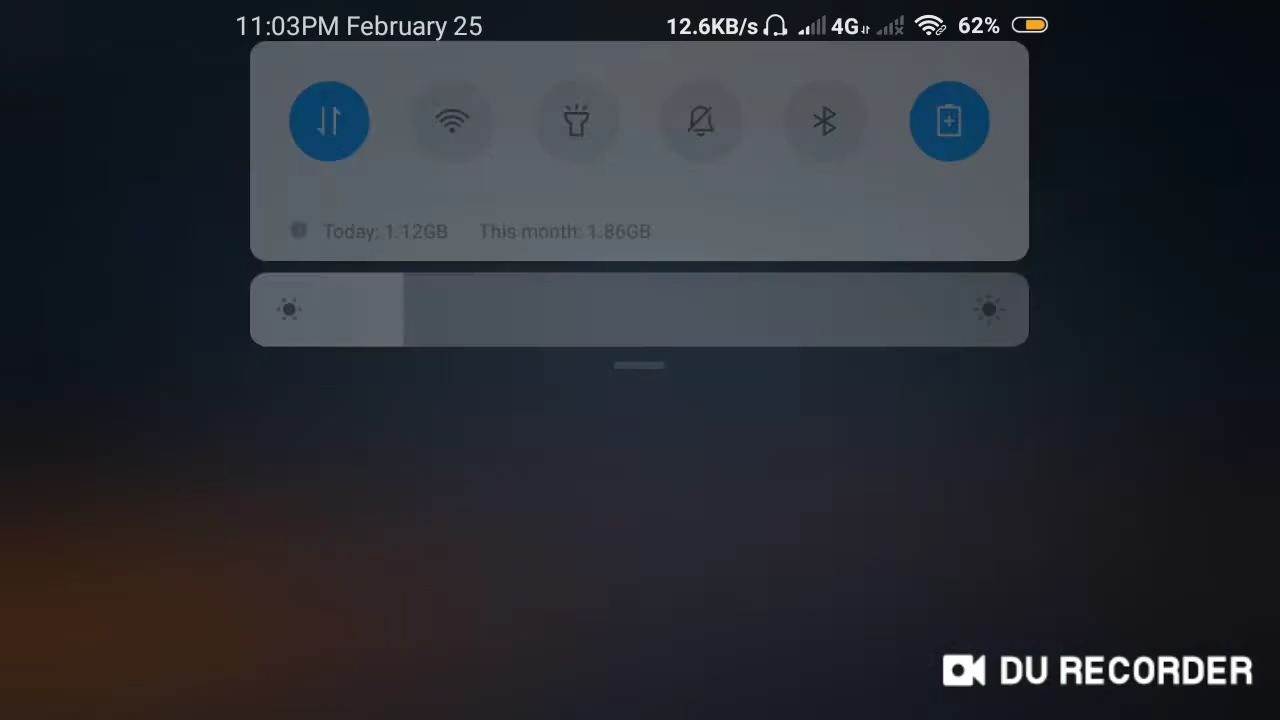 11:03PM February 25 12.6KB/s 4G 62%
Today: 1.12GB This month: 1.86GB
DU RECORDER